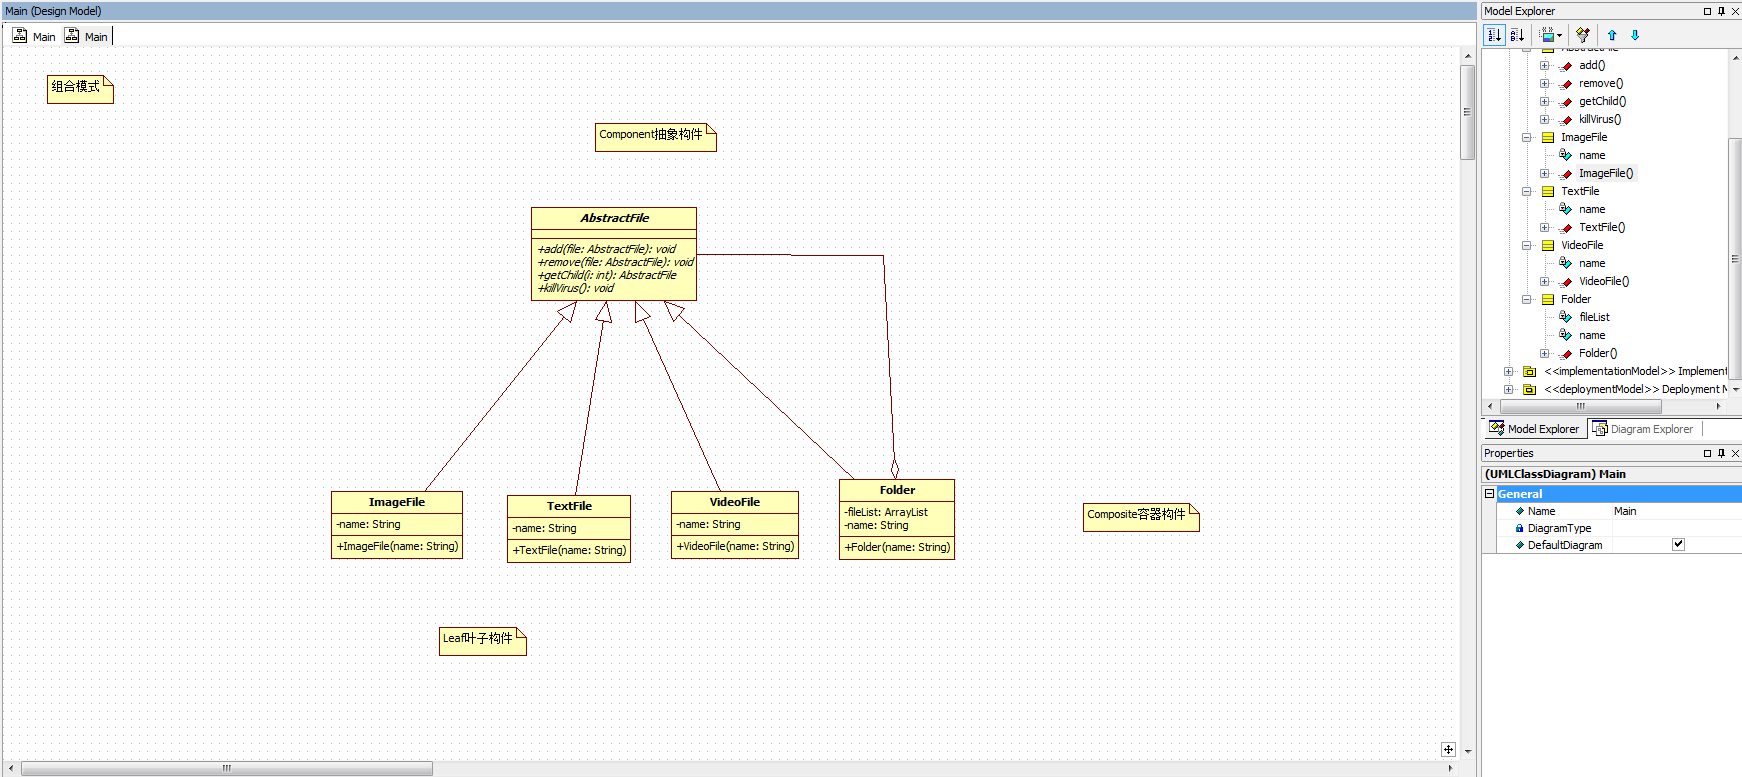 Main (Design Model)
Main
Main
组合模式
Component抽象构件
AbstractFile
+add(file: AbstractFile): void
+remove(file: AbstractFile): void
+getChild(i: int): AbstractFile
+killVirus(): void
ImageFile
-name: String
+ImageFile(name: String)
TextFile
-name: String
+TextFile(name: String)
VideoFile
-name: String
+VideoFile(name: String)
Folder
-fileList: ArrayList
-name: String
+Folder(name: String)
Composite容器构件
Leaf叶子构件
Model Explorer
AbstractFile
add()
remove()
getChild()
killVirus()
ImageFile
name
ImageFile()
TextFile
name
TextFile()
VideoFile
name
VideoFile()
Folder
fileList
name
Folder()
<<implementationModel>> Implement
<<deploymentModel>> Deployment M
Model Explorer
Diagram Explorer
Properties
(UMLClassDiagram) Main
General
Name
Main
DiagramType
DefaultDiagram